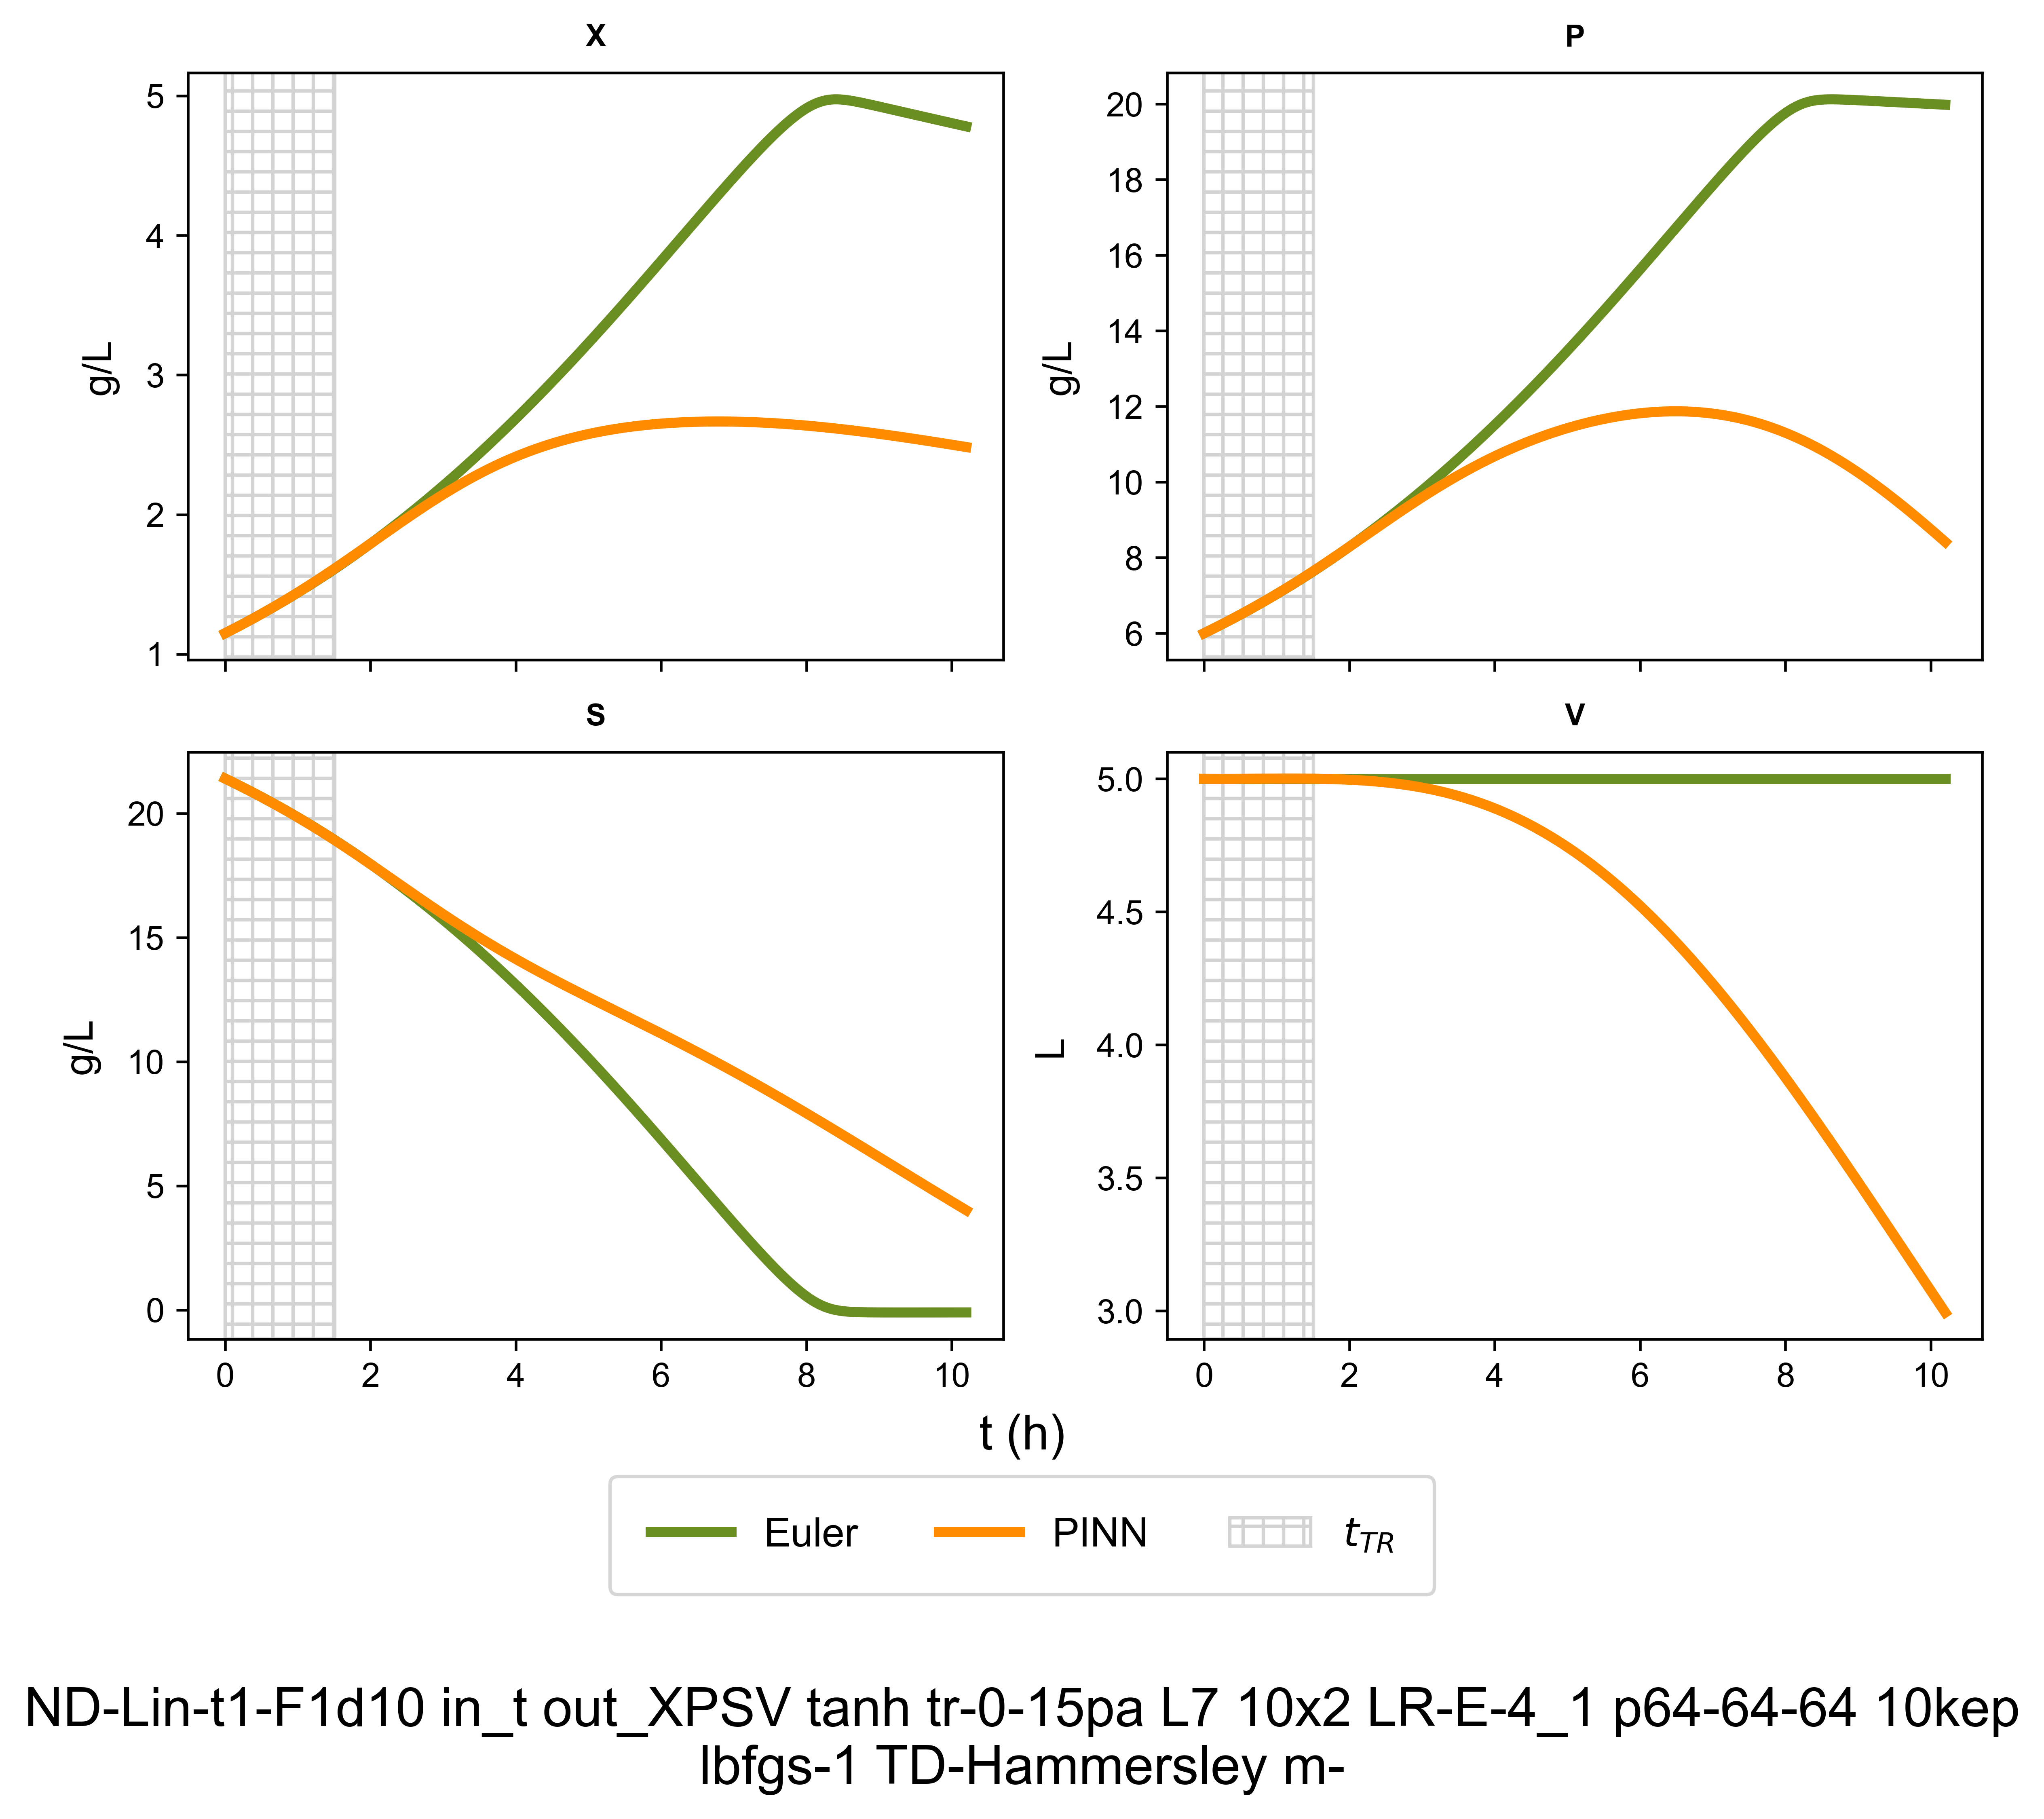 X
P
5
4
3
2
1
g/L
20
18
16
14
12
10
8
6
g/L
S
V
20
15
10
5
0
g/L
5.0
4.5
4.0
3.5
3.0
L
0 2 4 6 8 10
0 2 4 6 8 10
t (h)
Euler PINN t_TR
ND-Lin-t1-F1d10 in_t out_XPSV tanh tr-0-15pa L7 10x2 LR-E-4_1 p64-64-64 10kep
lbfgs-1 TD-Hammersley m-